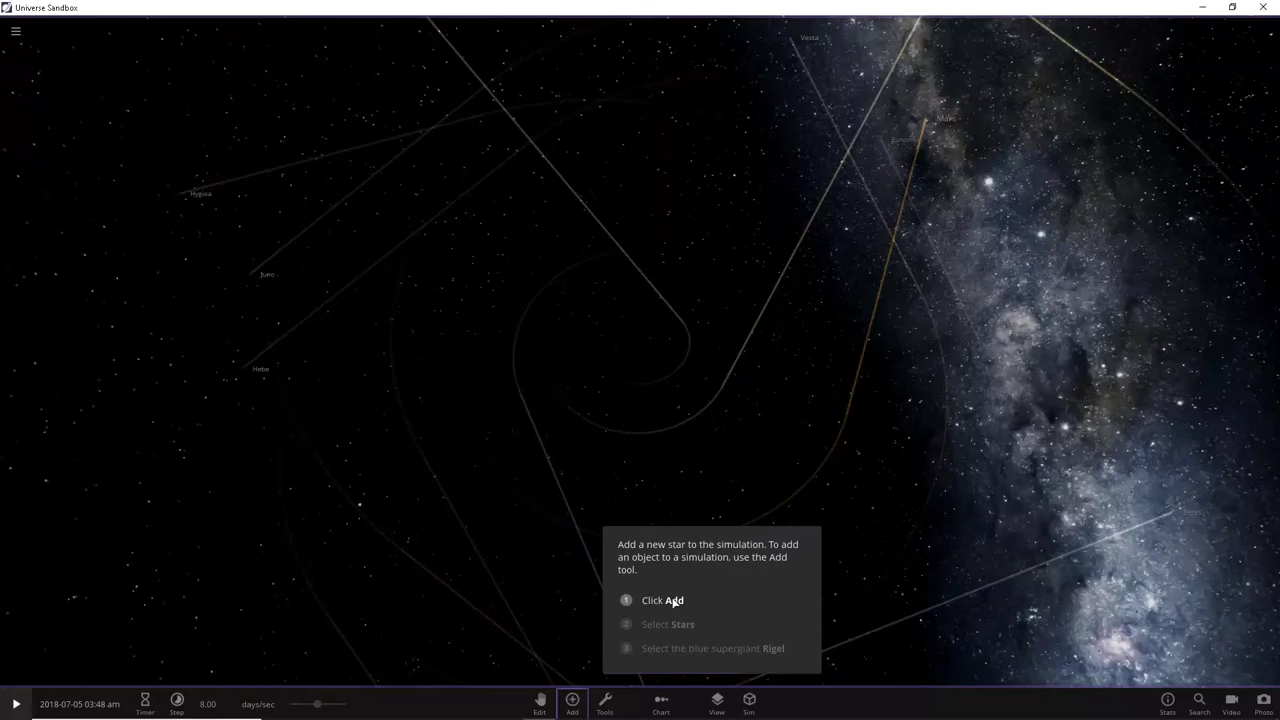 Universe Sandbox
Vesta
Mars
Hygiea
Juno
Hebe
Ceres
Add a new star to the simulation. To add
an object to a simulation, use the Add
tool.
1 Click Add
2 Select Stars
3 Select the blue supergiant Rigel
2018-07-05 03:48 am
Timer
Step
8.00
days/sec
Edit
Add
Tools
Chart
View
Sim
Stats
Search
Video
Photo